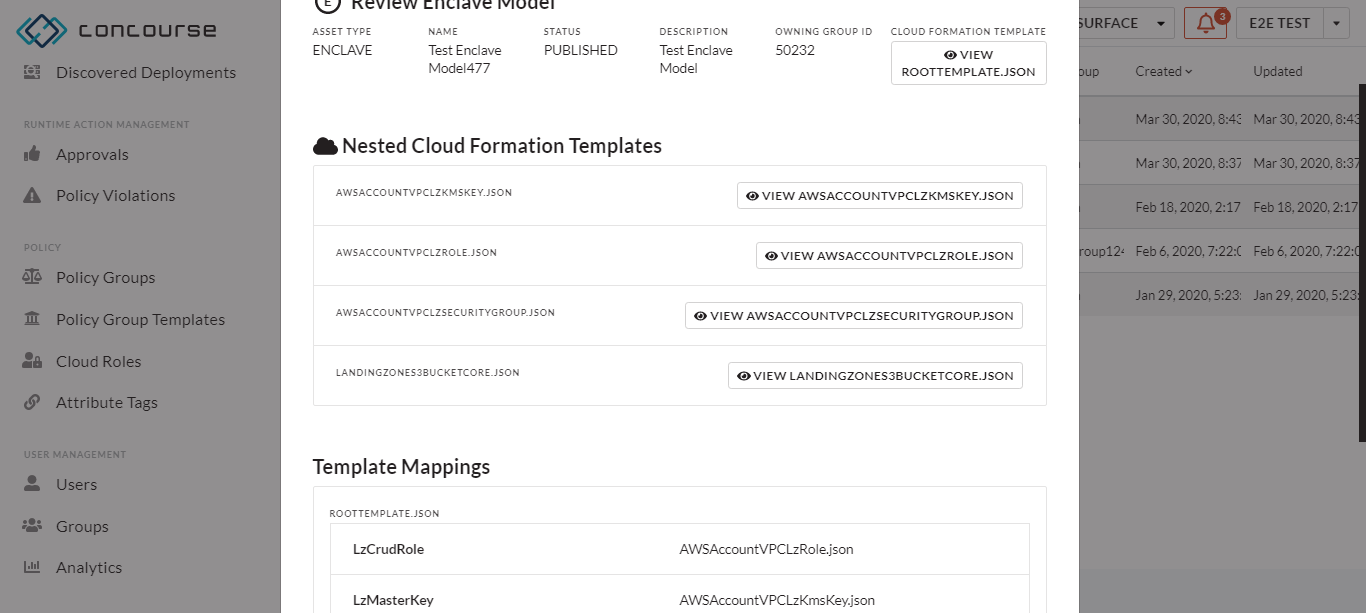 concourse
Discovered Deployments
RUNTIME ACTION MANAGEMENT
Approvals
Policy Violations
POLICY
Policy Groups
Policy Group Templates
Cloud Roles
Attribute Tags
USER MANAGEMENT
Users
Groups
Analytics
E Review Enclave Model
ASSET TYPE
ENCLAVE
NAME
Test Enclave
Model477
STATUS
PUBLISHED
DESCRIPTION
Test Enclave
Model
OWNING GROUP ID
50232
CLOUD FORMATION TEMPLATE
VIEW
ROOTTEMPLATE.JSON
Nested Cloud Formation Templates
AWSACCOUNTVPCLZKMSKEY.JSON VIEW AWSACCOUNTVPCLZKMSKEY.JSON
AWSACCOUNTVPCLZROLE.JSON VIEW AWSACCOUNTVPCLZROLE.JSON
AWSACCOUNTVPCLZSECURITYGROUP.JSON VIEW AWSACCOUNTVPCLZSECURITYGROUP.JSON
LANDINGZONES3BUCKETCORE.JSON VIEW LANDINGZONES3BUCKETCORE.JSON
Template Mappings
ROOTTEMPLATE.JSON
LzCrudRole AWSAccountVPCLzRole.json
LzMasterKey AWSAccountVPCLzKmsKey.json
SURFACE 3 E2E TEST
oup Created Updated
Mar 30, 2020, 8:43 Mar 30, 2020, 8:43
Mar 30, 2020, 8:37 Mar 30, 2020, 8:37
Feb 18, 2020, 2:17 Feb 18, 2020, 2:17
roup124 Feb 6, 2020, 7:22:0 Feb 6, 2020, 7:22:0
Jan 29, 2020, 5:23: Jan 29, 2020, 5:23: